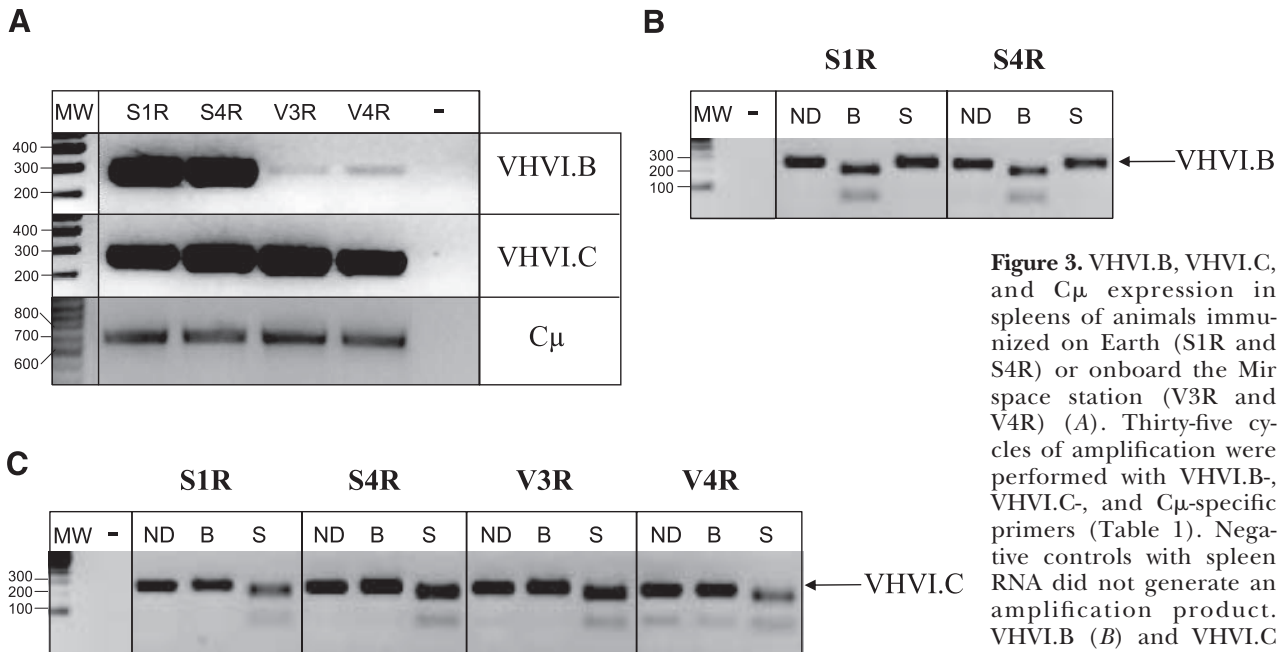 A
MW S1R S4R V3R V4R -
400
300
200
VHVI.B
400
300
200
VHVI.C
800
700
600
Cμ
B
S1R S4R
MW - ND B S ND B S
300
200
100
VHVI.B
C
S1R S4R V3R V4R
MW - ND B S ND B S ND B S ND B S
300
200
100
VHVI.C
Figure 3. VHVI.B, VHVI.C,
and Cμ expression in
spleens of animals immu-
nized on Earth (S1R and
S4R) or onboard the Mir
space station (V3R and
V4R) (A). Thirty-five cy-
cles of amplification were
performed with VHVI.B-,
VHVI.C-, and Cμ-specific
primers (Table 1). Nega-
tive controls with spleen
RNA did not generate an
amplification product.
VHVI.B (B) and VHVI.C